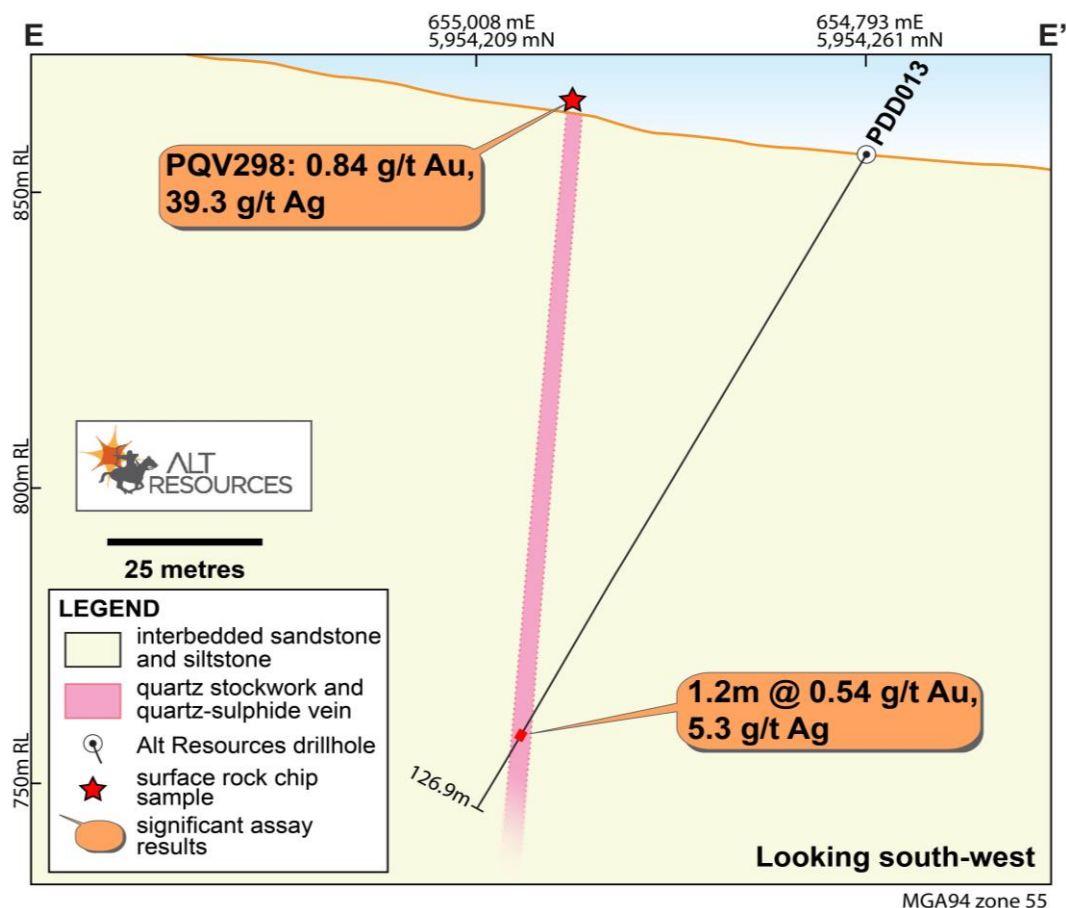 E
655,008 mE
5,954,209 mN
654,793 mE
5,954,261 mN
E'
PDD013
PQV298: 0.84 g/t Au,
39.3 g/t Ag
850m RL
800m RL
750m RL
ALT
RESOURCES
25 metres
LEGEND
interbedded sandstone
and siltstone
quartz stockwork and
quartz-sulphide vein
Alt Resources drillhole
surface rock chip
sample
significant assay
results
1.2m @ 0.54 g/t Au,
5.3 g/t Ag
126.9m
Looking south-west
MGA94 zone 55